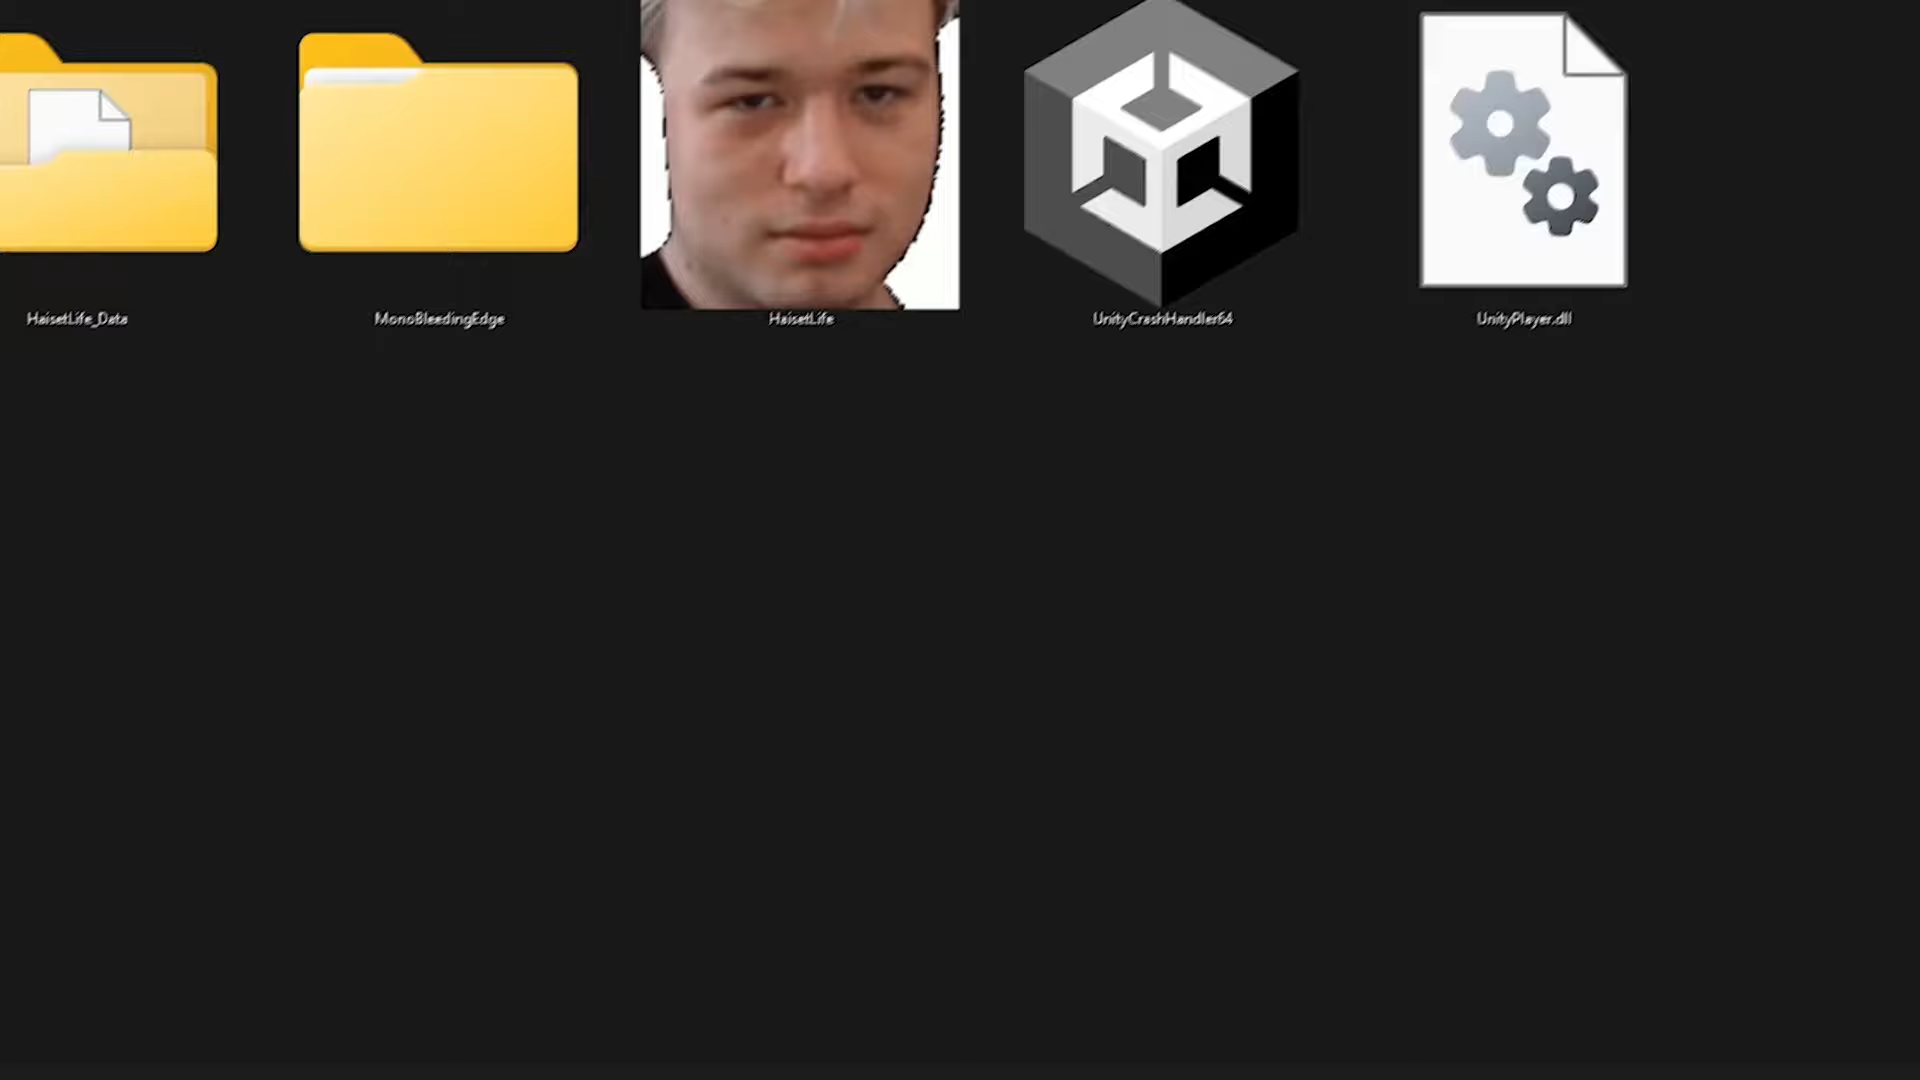 HaisetLife_Data
MonoBleedingEdge
HaisetLife
UnityCrashHandler64
UnityPlayer.dll